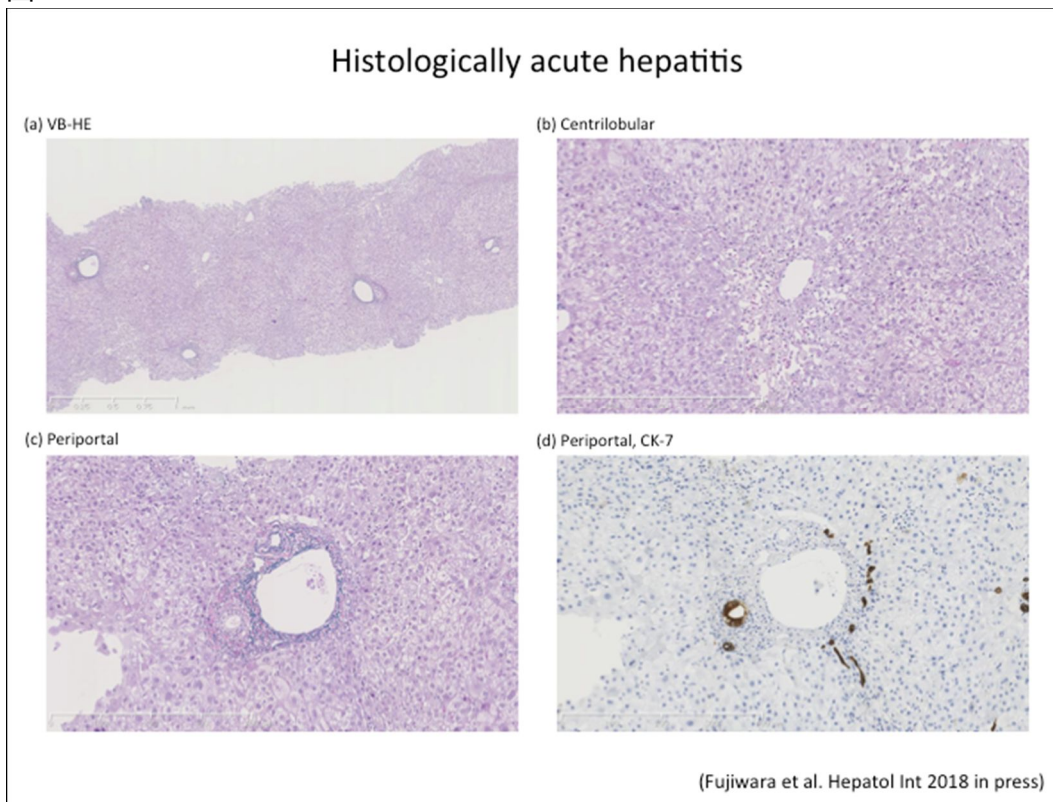 Histologically acute hepatitis
(a) VB-HE
(b) Centrilobular
(c) Periportal
(d) Periportal, CK-7
(Fujiwara et al. Hepatol Int 2018 in press)